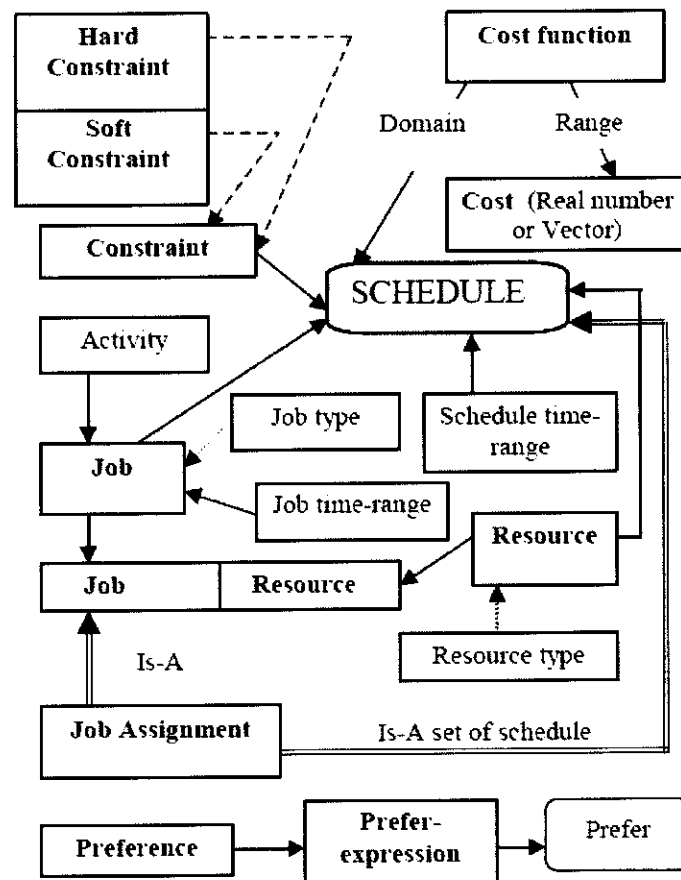 Hard
Constraint
Soft
Constraint
Cost function
Domain
Range
Constraint
Cost (Real number
or Vector)
SCHEDULE
Activity
Job type
Schedule time-
range
Job
Job time-range
Resource
Job
Resource
Is-A
Resource type
Job Assignment
Is-A set of schedule
Preference
Prefer-
expression
Prefer